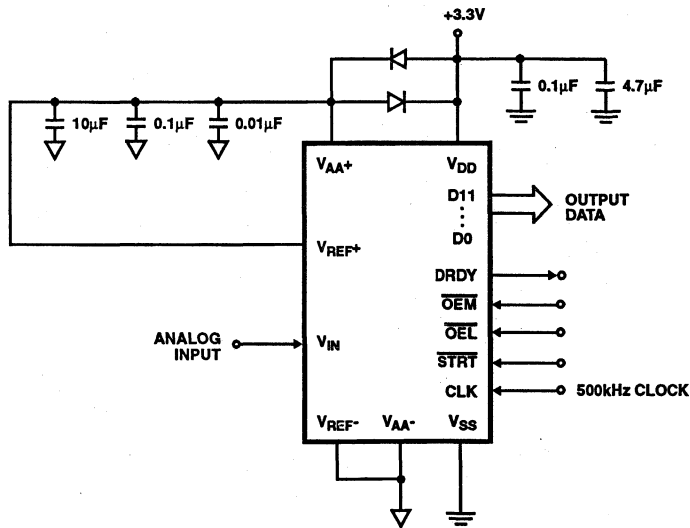 +3.3V
0.1μF
4.7μF
10μF
0.1μF
0.01μF
VAA+
VDD
D11
D0
OUTPUT
DATA
VREF+
DRDY
OEM
OEL
STRT
CLK
500kHz CLOCK
ANALOG
INPUT
VIN
VREF-
VAA-
VSS